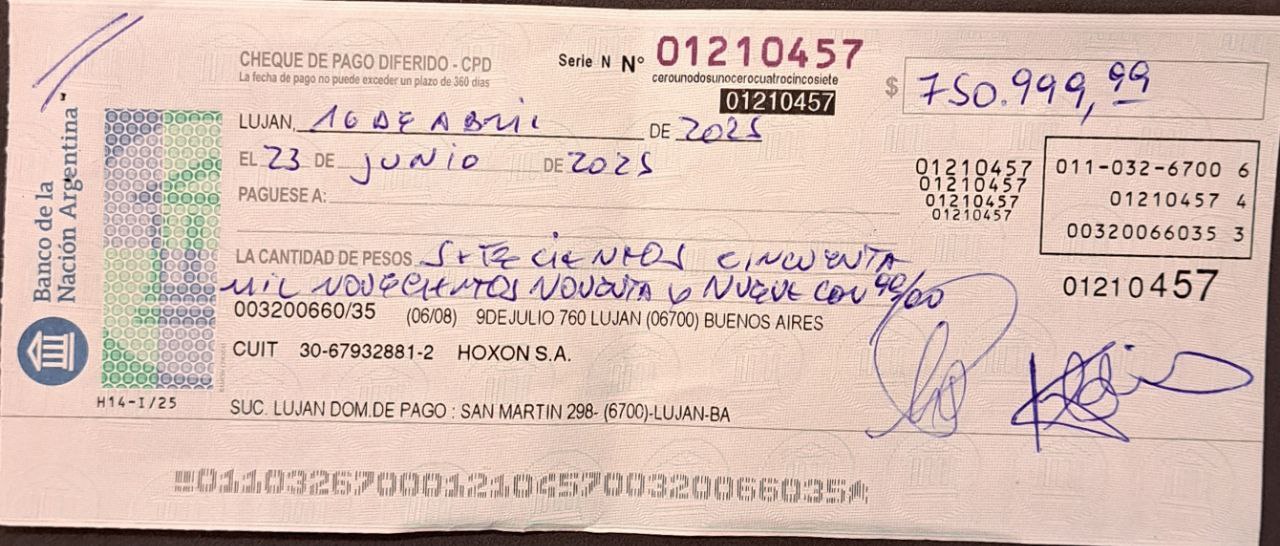 CHEQUE DE PAGO DIFERIDO - CPD
La fecha de pago no puede exceder un plazo de 360 días
Serie N Nº 01210457
cerounodosunocerocuatrocincosiete
01210457
$ 750.999,99
LUJAN, 16 DE ABRIL DE 2025
EL 23 DE JUNIO DE 2025
PAGUESE A:
01210457
01210457
01210457
01210457
011-032-6700 6
01210457 4
00320066035 3
LA CANTIDAD DE PESOS SETECIENTOS CINCUENTA
MIL NOVECIENTOS NOVENTA Y NUEVE CON 99/00
01210457
003200660/35 (06/08) 9DEJULIO 760 LUJAN (06700) BUENOS AIRES
CUIT 30-67932881-2 HOXON S.A.
SUC. LUJAN DOM.DE PAGO : SAN MARTIN 298- (6700)-LUJAN-BA
Banco de la
Nación Argentina
H14-I/25
01103267000121045700320066035